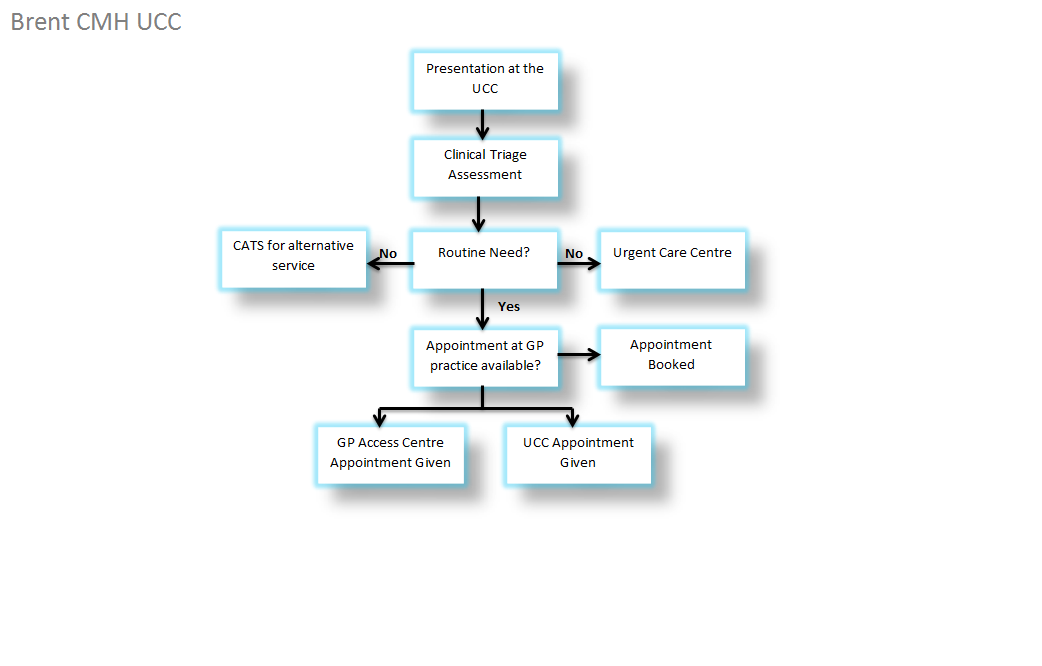 Brent CMH UCC
Presentation at the
UCC
Clinical Triage
Assessment
CATS for alternative
service
No
Routine Need?
No
Urgent Care Centre
Yes
Appointment at GP
practice available?
Appointment
Booked
GP Access Centre
Appointment Given
UCC Appointment
Given